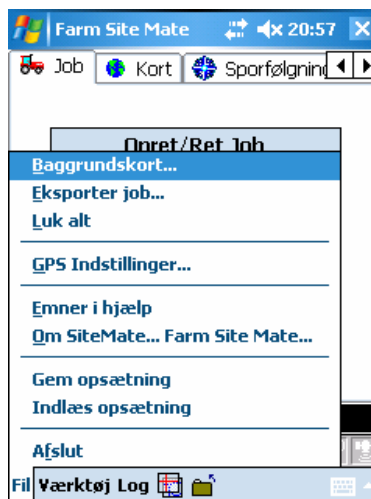 Farm Site Mate 20:57
Job Kort Sporfølgning
Opret/Ret Job
Baggrundskort...
Eksporter job...
Luk alt
GPS Indstillinger...
Emner i hjælp
Om SiteMate... Farm Site Mate...
Gem opsætning
Indlæs opsætning
Afslut
Fil Værktøj Log